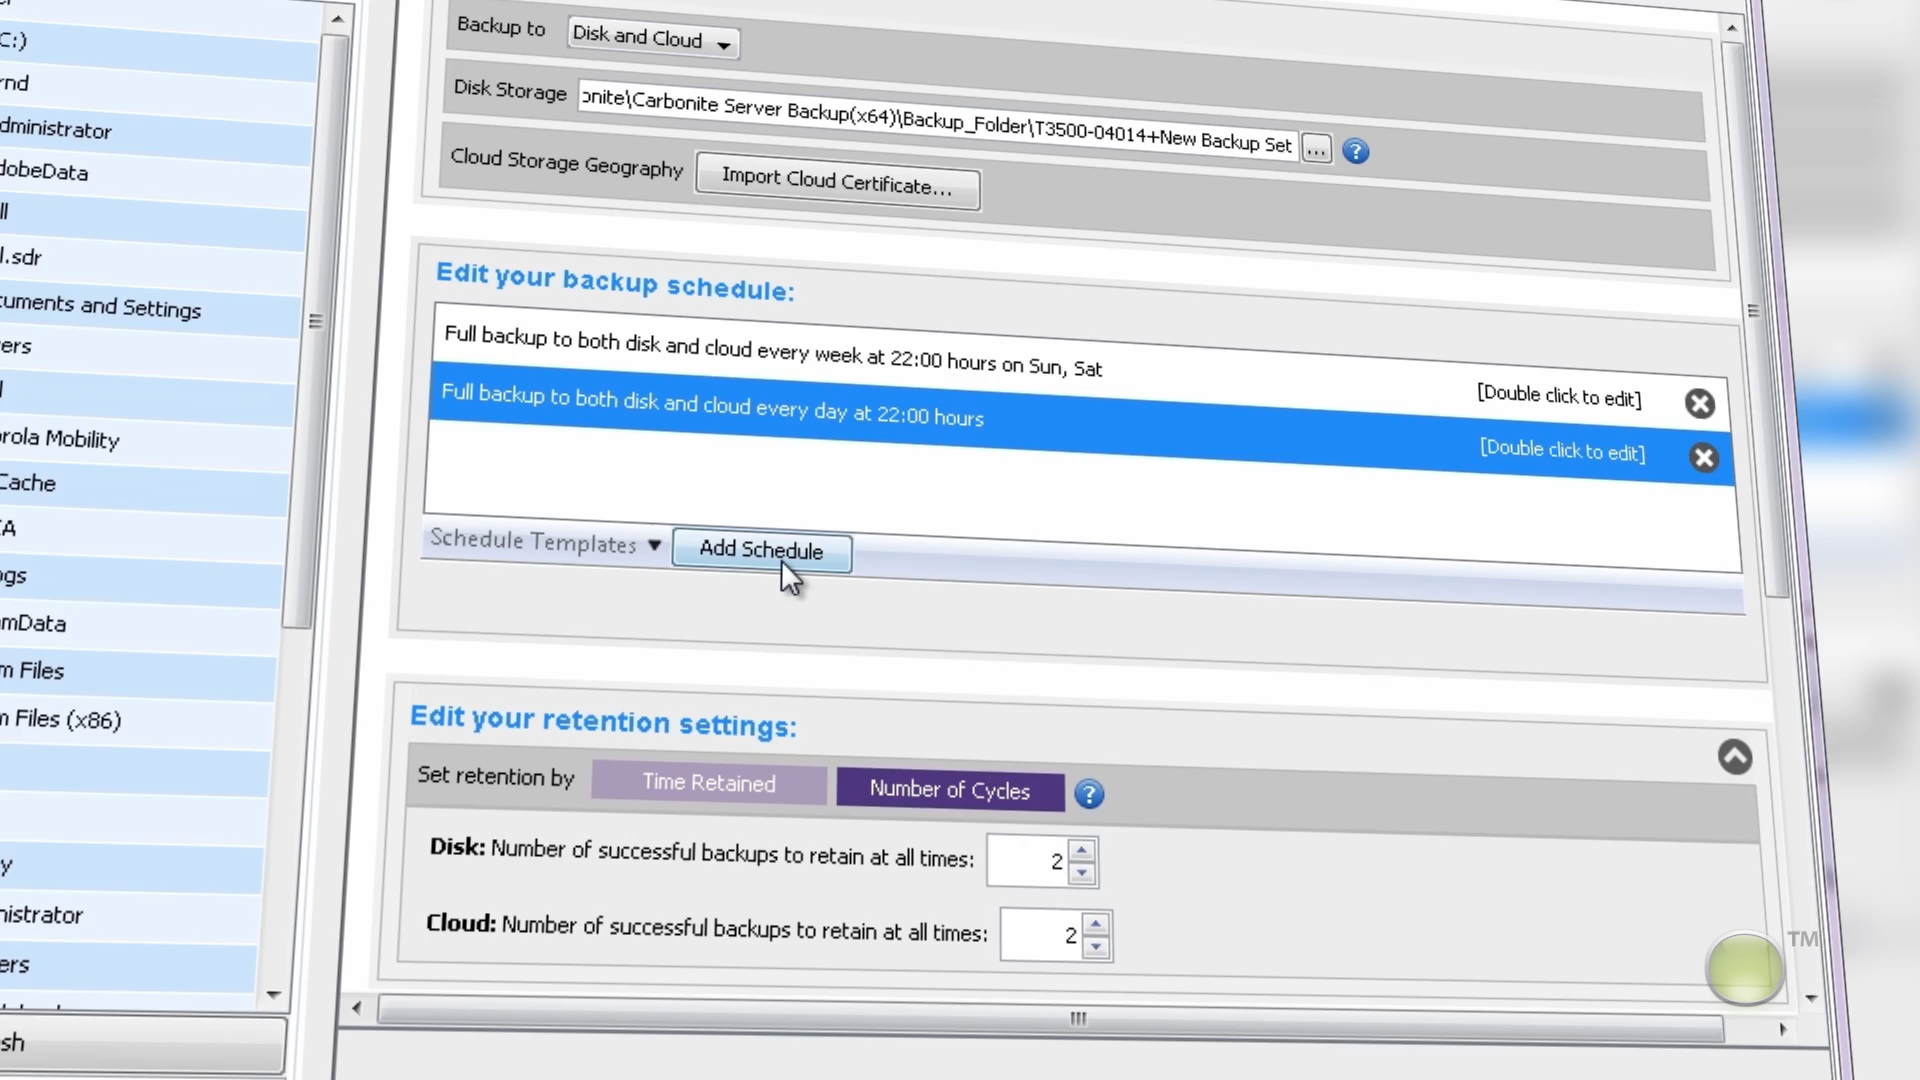 C:)
rnd
dministrator
dobeData
ll
l.sdr
cuments and Settings
ers
l
orola Mobility
Cache
CA
ogs
amData
m Files
m Files (x86)
y
nistrator
ers
sh
Backup to Disk and Cloud
Disk Storage onite\Carbonite Server Backup(x64)\Backup_Folder\T3500-04014+New Backup Set ... ?
Cloud Storage Geography Import Cloud Certificate...
Edit your backup schedule:
Full backup to both disk and cloud every week at 22:00 hours on Sun, Sat [Double click to edit]
Full backup to both disk and cloud every day at 22:00 hours [Double click to edit]
Schedule Templates Add Schedule
Edit your retention settings:
Set retention by Time Retained Number of Cycles ?
Disk: Number of successful backups to retain at all times: 2
Cloud: Number of successful backups to retain at all times: 2
TM